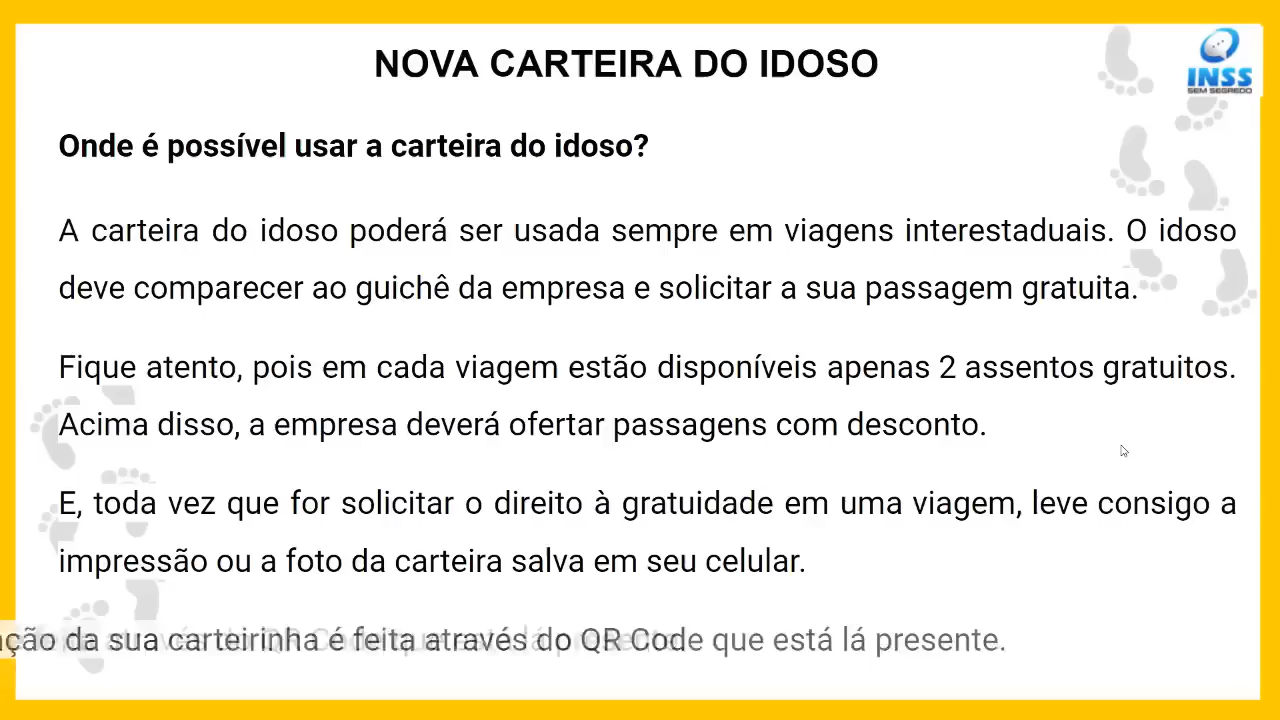 NOVA CARTEIRA DO IDOSO
INSS
SEM SEGREDO
Onde é possível usar a carteira do idoso?
A carteira do idoso poderá ser usada sempre em viagens interestaduais. O idoso
deve comparecer ao guichê da empresa e solicitar a sua passagem gratuita.
Fique atento, pois em cada viagem estão disponíveis apenas 2 assentos gratuitos.
Acima disso, a empresa deverá ofertar passagens com desconto.
E, toda vez que for solicitar o direito à gratuidade em uma viagem, leve consigo a
impressão ou a foto da carteira salva em seu celular.
da sua carteirinha é feita através do QR Code que está lá presente.